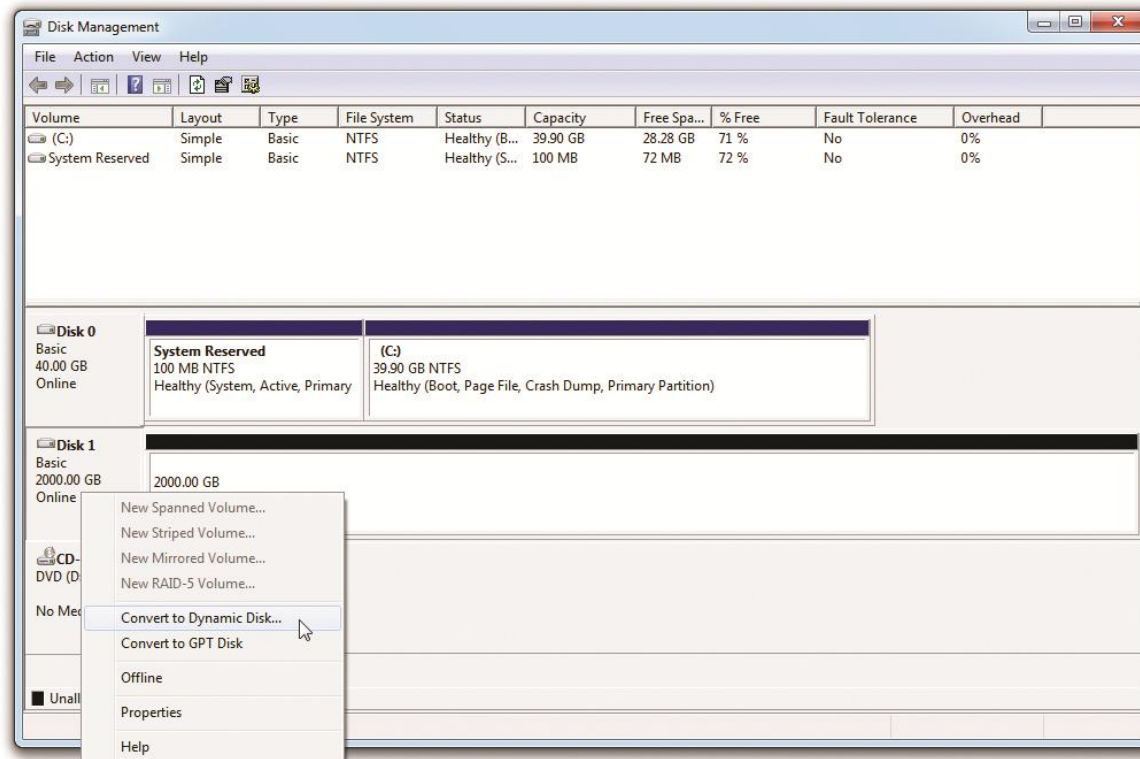 Disk Management
File Action View Help
Volume Layout Type File System Status Capacity Free Spa... % Free Fault Tolerance Overhead
(C:) Simple Basic NTFS Healthy (B... 39.90 GB 28.28 GB 71 % No 0%
System Reserved Simple Basic NTFS Healthy (S... 100 MB 72 MB 72 % No 0%
Disk 0
Basic
40.00 GB
Online
System Reserved
100 MB NTFS
Healthy (System, Active, Primary
(C:)
39.90 GB NTFS
Healthy (Boot, Page File, Crash Dump, Primary Partition)
Disk 1
Basic
2000.00 GB
Online
2000.00 GB
CD-
DVD (D
No Med
Unall
New Spanned Volume...
New Striped Volume...
New Mirrored Volume...
New RAID-5 Volume...
Convert to Dynamic Disk...
Convert to GPT Disk
Offline
Properties
Help